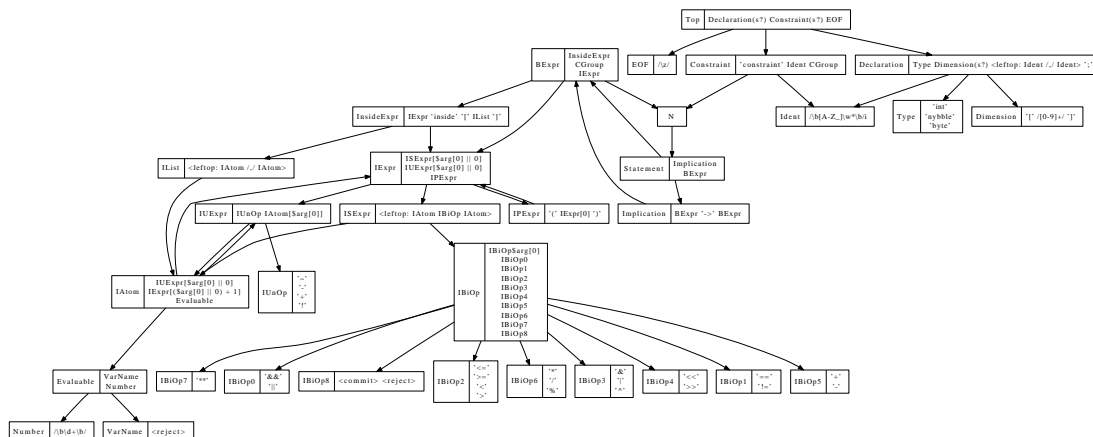 Top Declaration(s?) Constraint(s?) EOF
BExpr
InsideExpr
CGroup
IExpr
EOF /\z/
Constraint 'constraint' Ident CGroup
Declaration Type Dimension(s?) <leftop: Ident /,/ Ident> ';'
InsideExpr IExpr 'inside' '[' IList ']'
N
Ident /\b[A-Z_]\w*\b/i
Type
'int'
'nybble'
'byte'
Dimension '[' /[0-9]+/ ']'
IList <leftop: IAtom /,/ IAtom>
IExpr
ISExpr[$arg[0] || 0]
IUExpr[$arg[0] || 0]
IPExpr
Statement
Implication
BExpr
IUExpr IUnOp IAtom[$arg[0]]
ISExpr <leftop: IAtom IBiOp IAtom>
IPExpr '(' IExpr[0] ')'
Implication BExpr '->' BExpr
IAtom
IUExpr[$arg[0] || 0]
IExpr[($arg[0] || 0) + 1]
Evaluable
IUnOp
'~'
'-'
'+'
'!'
IBiOp
IBiOp$arg[0]
IBiOp0
IBiOp1
IBiOp2
IBiOp3
IBiOp4
IBiOp5
IBiOp6
IBiOp7
IBiOp8
Evaluable
VarName
Number
IBiOp7 '**'
IBiOp0
'&&'
'||'
IBiOp8 <commit> <reject>
IBiOp2
'<='
'>='
'<'
'>'
IBiOp6
'*'
'/'
'%'
IBiOp3
'&'
'|'
'^'
IBiOp4
'<<'
'>>'
IBiOp1
'=='
'!='
IBiOp5
'+'
'-'
Number /\b\d+\b/
VarName <reject>